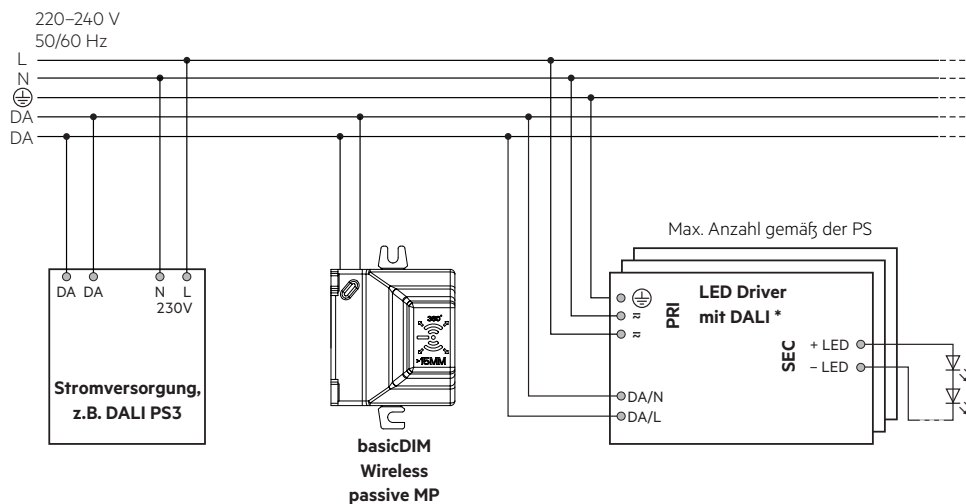 220–240 V
50/60 Hz
L
N
DA
DA
Max. Anzahl gemäß der PS
DA DA N L
230V
Stromversorgung,
z.B. DALI PS3
360°
>15MM
basicDIM
Wireless
passive MP
PRI
LED Driver
mit DALI *
SEC
+ LED
– LED
DA/N
DA/L